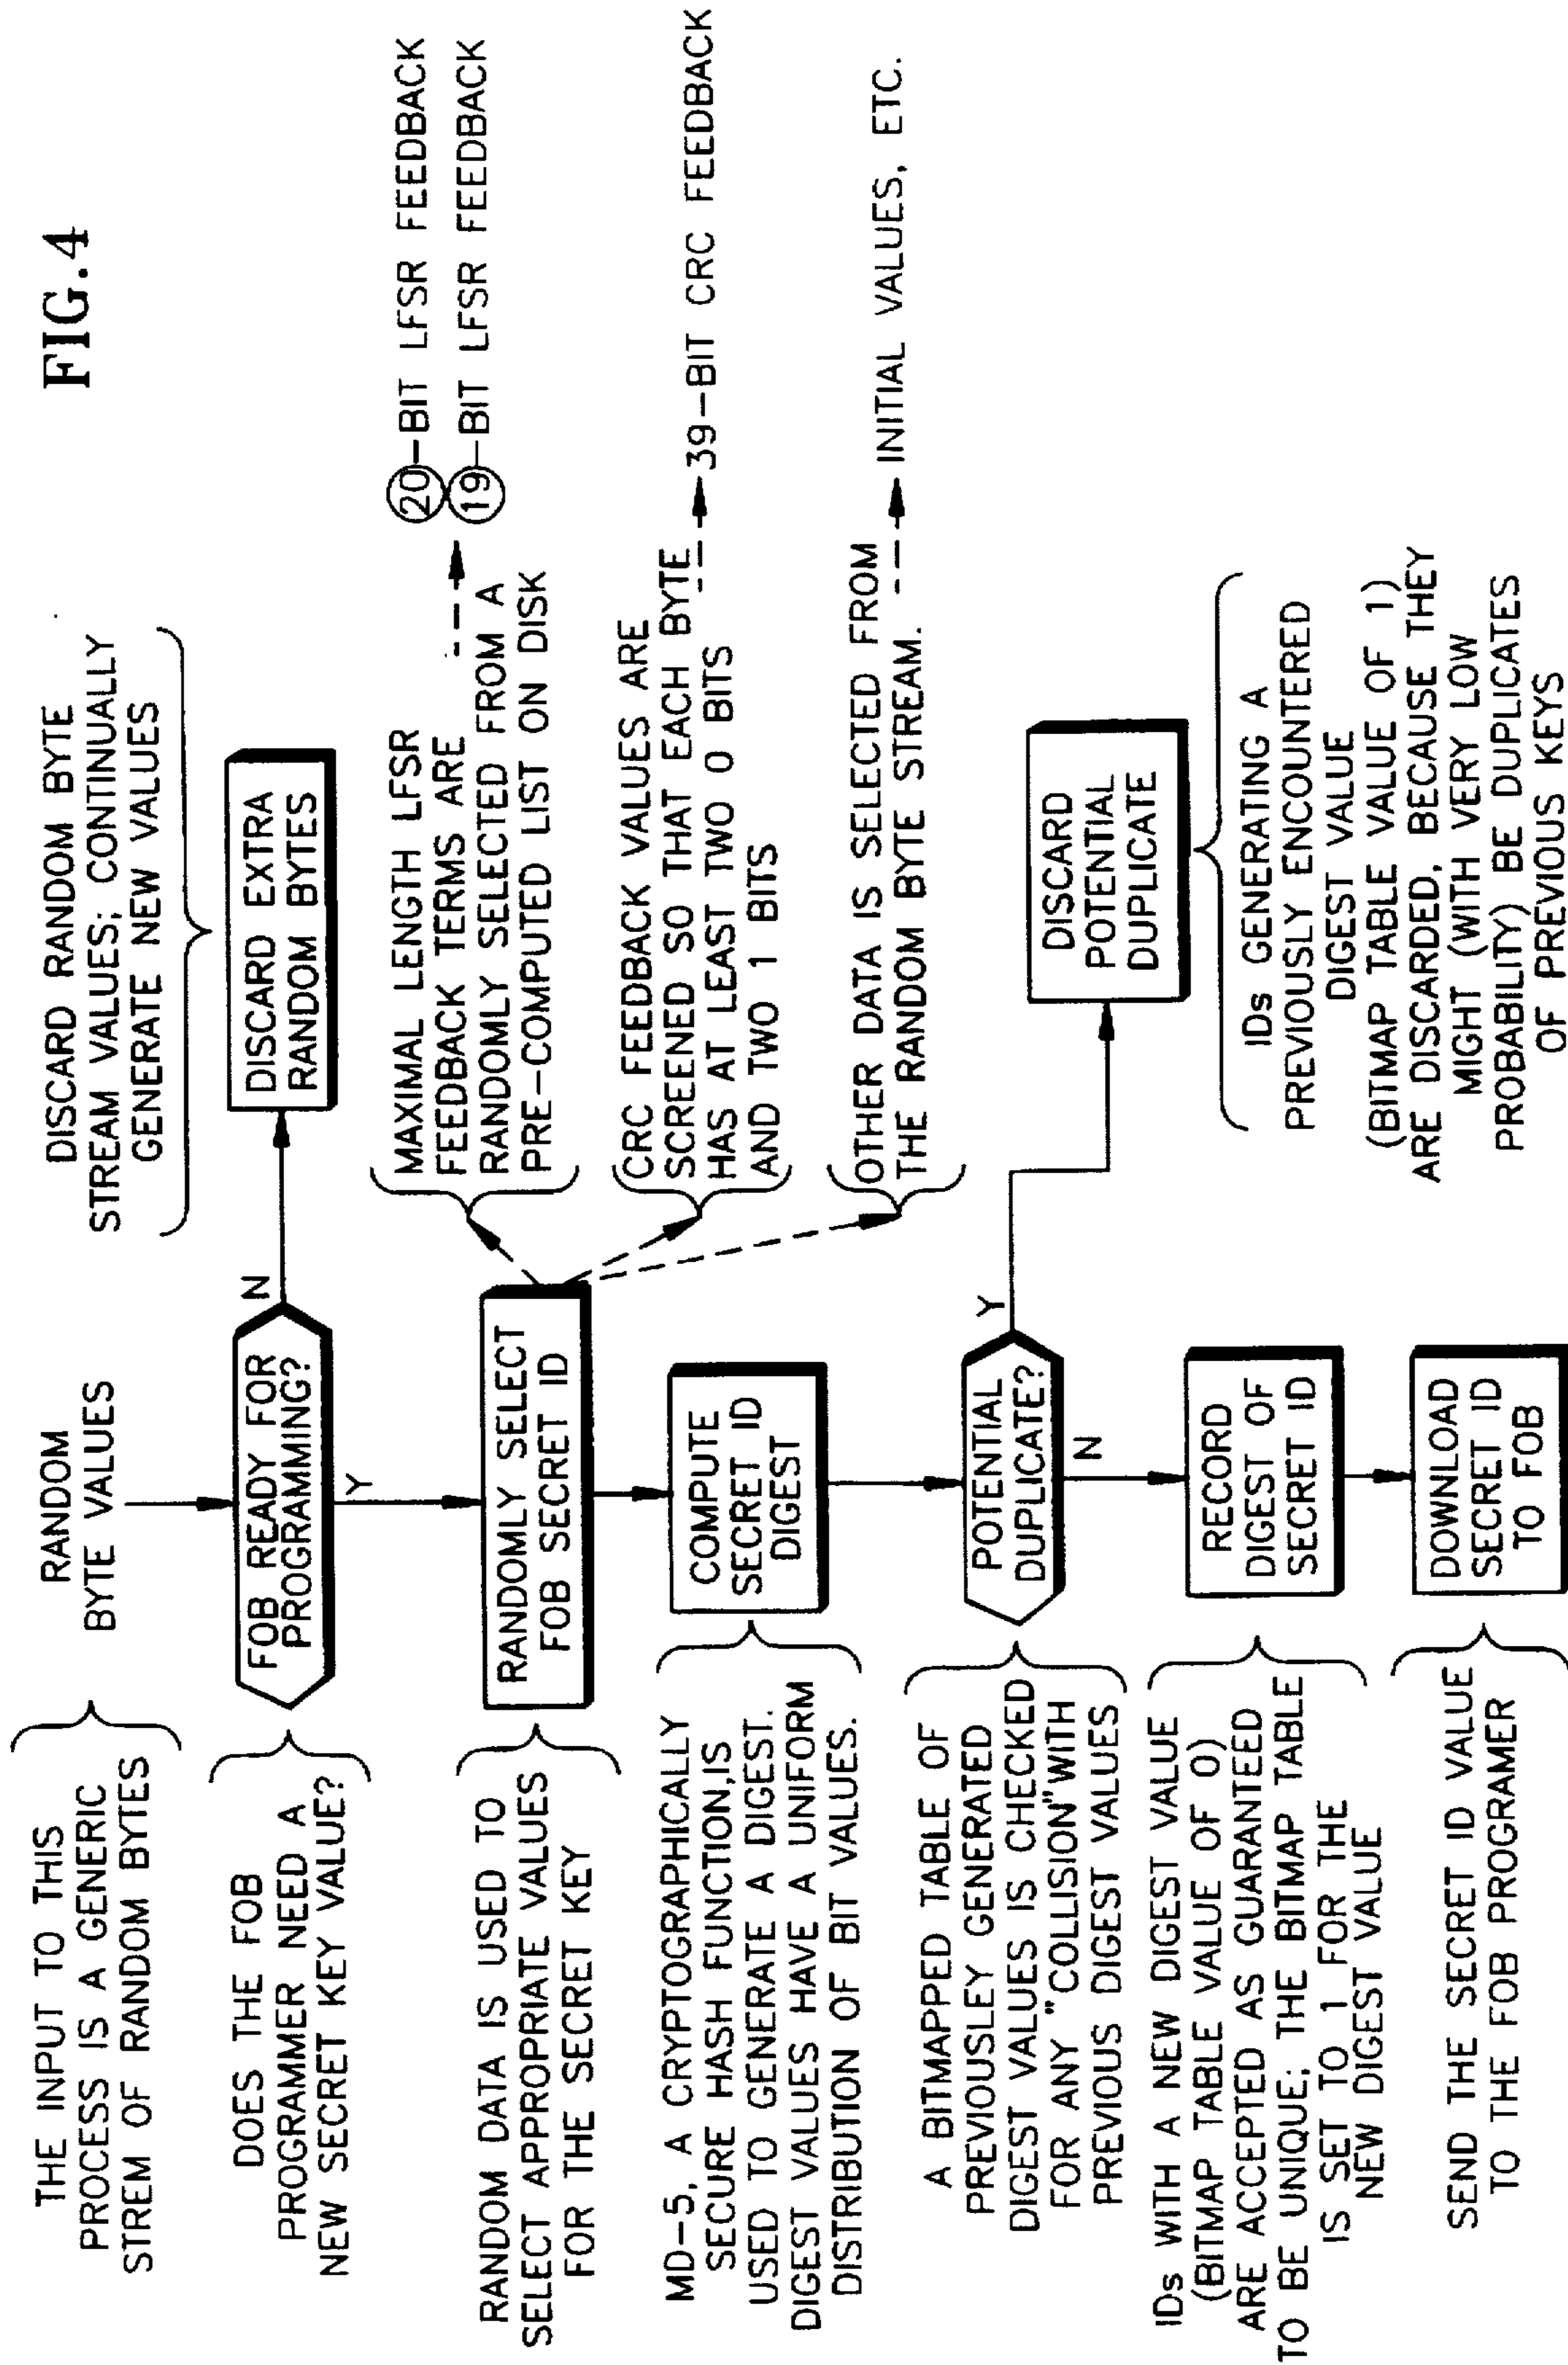 FIG.4
THE INPUT TO THIS
PROCESS IS A GENERIC
STREM OF RANDOM BYTES
RANDOM
BYTE VALUES
DISCARD RANDOM BYTE
STREAM VALUES; CONTINUALLY
GENERATE NEW VALUES
DOES THE FOB
PROGRAMMER NEED A
NEW SECRET KEY VALUE?
FOB READY FOR
PROGRAMMING?
N
Y
DISCARD EXTRA
RANDOM BYTES
RANDOM DATA IS USED TO
SELECT APPROPRIATE VALUES
FOR THE SECRET KEY
RANDOMLY SELECT
FOB SECRET ID
MAXIMAL LENGTH LFSR
FEEDBACK TERMS ARE
RANDOMLY SELECTED FROM A
PRE-COMPUTED LIST ON DISK
20-BIT LFSR FEEDBACK
19-BIT LFSR FEEDBACK
CRC FEEDBACK VALUES ARE
SCREENED SO THAT EACH BYTE
HAS AT LEAST TWO 0 BITS
AND TWO 1 BITS
39-BIT CRC FEEDBACK
OTHER DATA IS SELECTED FROM
THE RANDOM BYTE STREAM.
INITIAL VALUES, ETC.
MD-5, A CRYPTOGRAPHICALLY
SECURE HASH FUNCTION,IS
USED TO GENERATE A DIGEST.
DIGEST VALUES HAVE A UNIFORM
DISTRIBUTION OF BIT VALUES.
COMPUTE
SECRET ID
DIGEST
A BITMAPPED TABLE OF
PREVIOUSLEY GENERATED
DIGEST VALUES IS CHECKED
FOR ANY "COLLISION"WITH
PREVIOUS DIGEST VALUES
POTENTIAL
DUPLICATE?
Y
N
DISCARD
POTENTIAL
DUPLICATE
IDs GENERATING A
PREVIOUSLY ENCOUNTERED
DIGEST VALUE
(BITMAP TABLE VALUE OF 1)
ARE DISCARDED, BECAUSE THEY
MIGHT (WITH VERY LOW
PROBABILITY) BE DUPLICATES
OF PREVIOUS KEYS
IDs WITH A NEW DIGEST VALUE
(BITMAP TABLE VALUE OF 0)
ARE ACCEPTED AS GUARANTEED
TO BE UNIQUE; THE BITMAP TABLE
IS SET TO 1 FOR THE
NEW DIGEST VALUE
RECORD
DIGEST OF
SECRET ID
SEND THE SECRET ID VALUE
TO THE FOB PROGRAMER
DOWNLOAD
SECRET ID
TO FOB